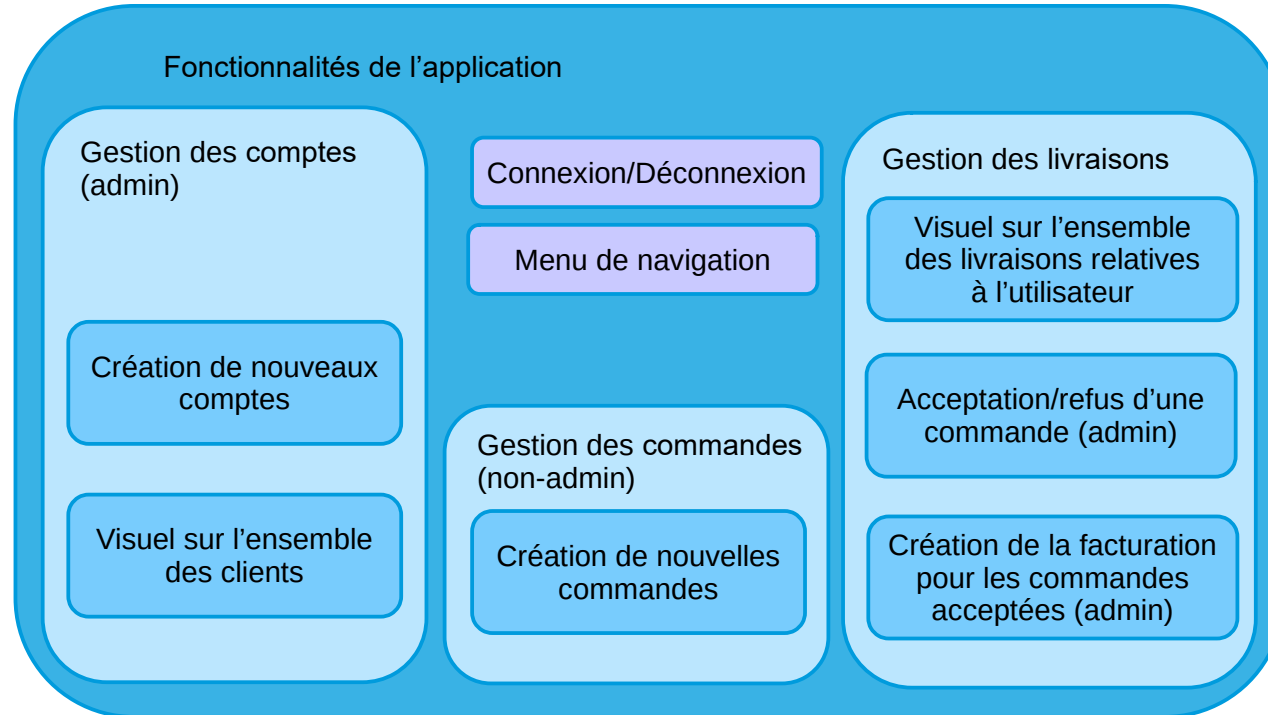 Fonctionnalités de l’application
Gestion des comptes
(admin)
Création de nouveaux
comptes
Visuel sur l’ensemble
des clients
Connexion/Déconnexion
Menu de navigation
Gestion des commandes
(non-admin)
Création de nouvelles
commandes
Gestion des livraisons
Visuel sur l’ensemble
des livraisons relatives
à l’utilisateur
Acceptation/refus d’une
commande (admin)
Création de la facturation
pour les commandes
acceptées (admin)